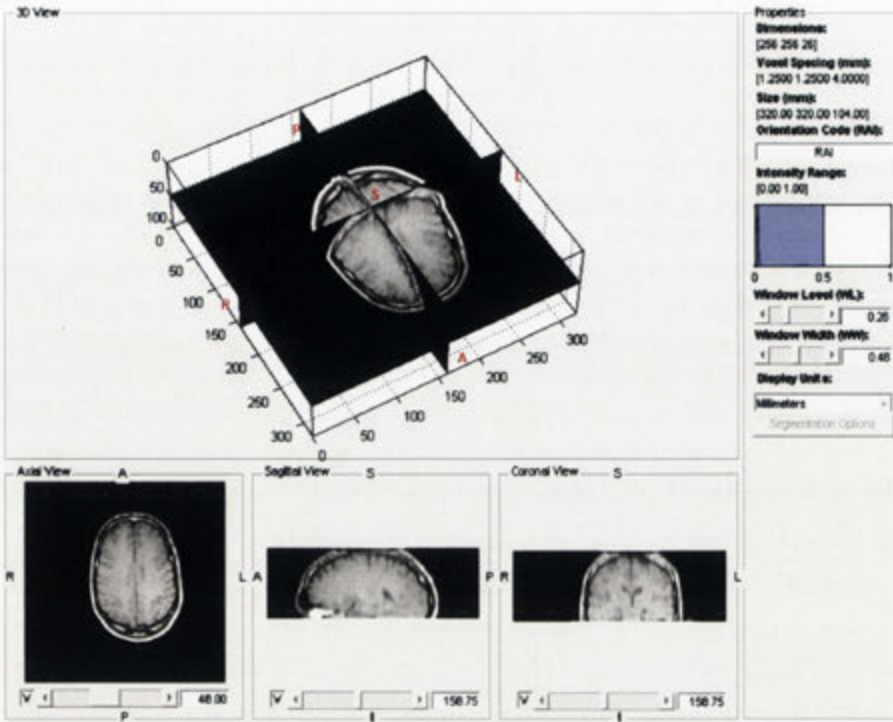 3D View
P
L
S
R
A
0
50
100
0
50
100
150
200
250
300
0
50
100
150
200
250
300
Properties
Dimensions:
[256 256 26]
Voxel Spacing (mm):
[1.2500 1.2500 4.0000]
Size (mm):
[320.00 320.00 104.00]
Orientation Code (RAI):
RAI
Intensity Range:
[0.00 1.00]
0 0.5 1
Window Level (WL):
0.26
Window Width (WW):
0.48
Display Units:
Millimeters
Segmentation Options
Axial View
A
R
L
48.00
P
Sagittal View
S
A
P
158.75
I
Coronal View
S
R
L
158.75
I